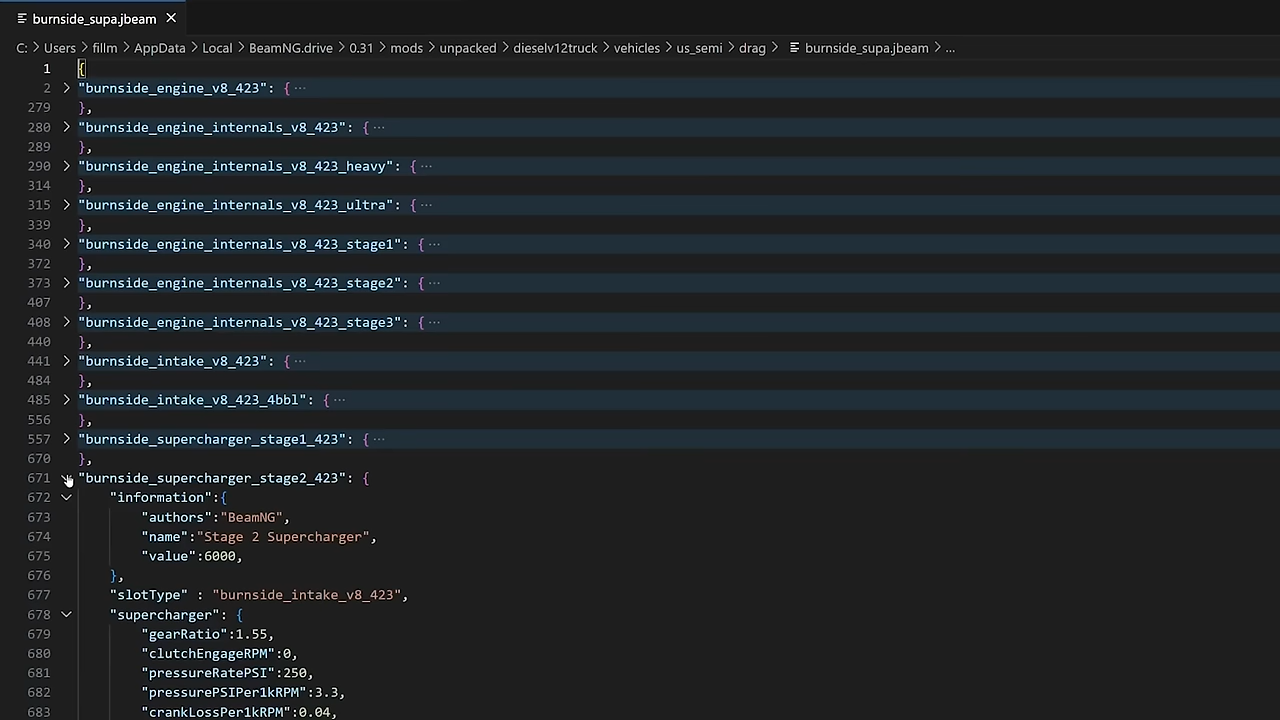 burnside_supa.jbeam
C: > Users > fillm > AppData > Local > BeamNG.drive > 0.31 > mods > unpacked > dieselv12truck > vehicles > us_semi > drag > burnside_supa.jbeam > ...
1 {
2 "burnside_engine_v8_423": { ...
279 },
280 "burnside_engine_internals_v8_423": { ...
289 },
290 "burnside_engine_internals_v8_423_heavy": { ...
314 },
315 "burnside_engine_internals_v8_423_ultra": { ...
339 },
340 "burnside_engine_internals_v8_423_stage1": { ...
372 },
373 "burnside_engine_internals_v8_423_stage2": { ...
407 },
408 "burnside_engine_internals_v8_423_stage3": { ...
440 },
441 "burnside_intake_v8_423": { ...
484 },
485 "burnside_intake_v8_423_4bbl": { ...
556 },
557 "burnside_supercharger_stage1_423": { ...
670 },
671 "burnside_supercharger_stage2_423": {
672 "information":{
673 "authors":"BeamNG",
674 "name":"Stage 2 Supercharger",
675 "value":6000,
676 },
677 "slotType" : "burnside_intake_v8_423",
678 "supercharger": {
679 "gearRatio":1.55,
680 "clutchEngageRPM":0,
681 "pressureRatePSI":250,
682 "pressurePSIPer1kRPM":3.3,
683 "crankLossPer1kRPM":0.04,